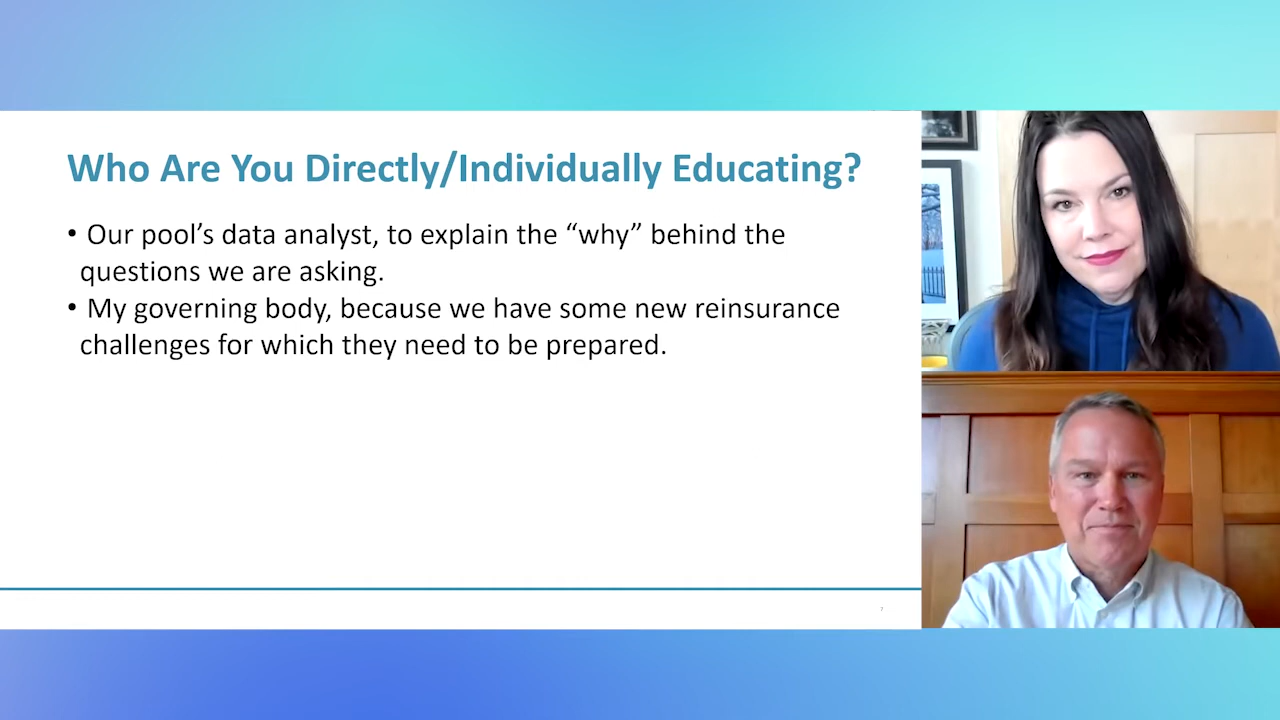 Who Are You Directly/Individually Educating?
• Our pool’s data analyst, to explain the “why” behind the
questions we are asking.
• My governing body, because we have some new reinsurance
challenges for which they need to be prepared.
7